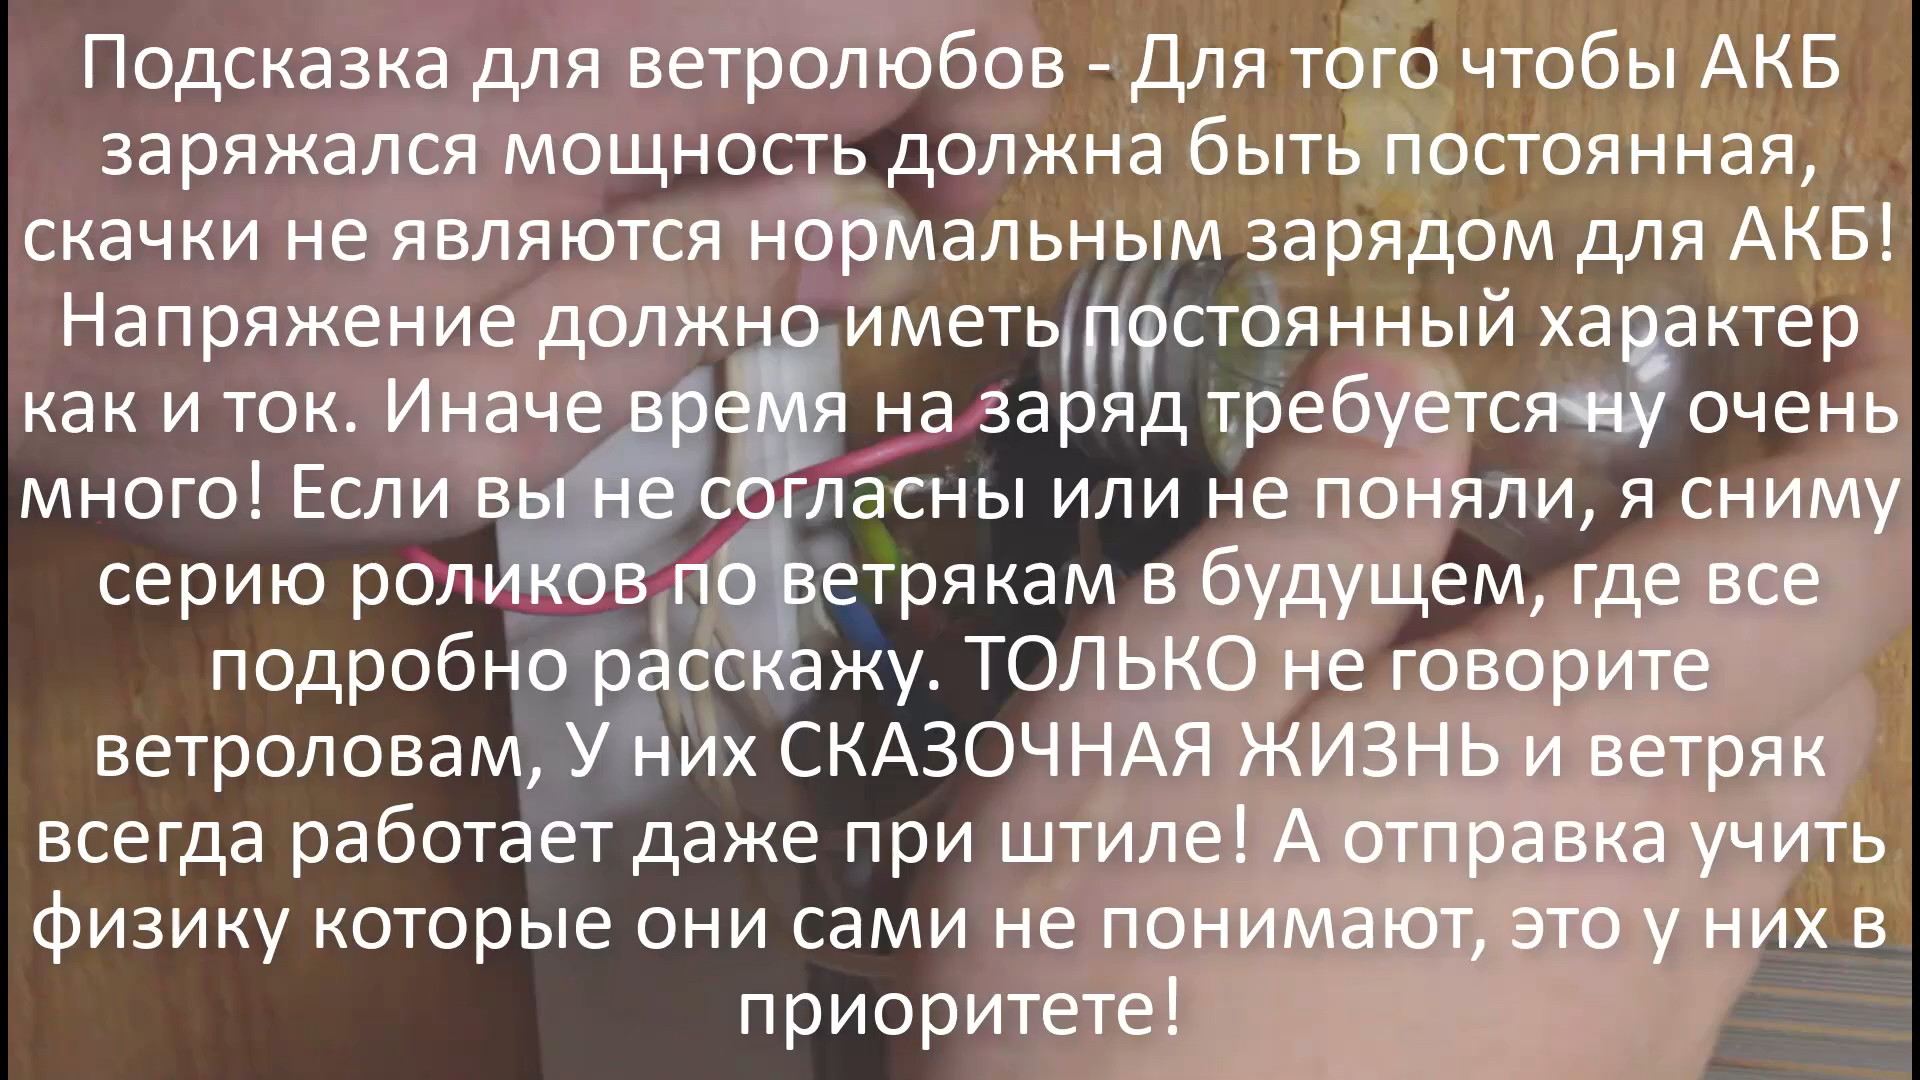 Подсказка для ветролюбов - Для того чтобы АКБ
заряжался мощность должна быть постоянная,
скачки не являются нормальным зарядом для АКБ!
Напряжение должно иметь постоянный характер
как и ток. Иначе время на заряд требуется ну очень
много! Если вы не согласны или не поняли, я сниму
серию роликов по ветрякам в будущем, где все
подробно расскажу. ТОЛЬКО не говорите
ветроловам, У них СКАЗОЧНАЯ ЖИЗНЬ и ветряк
всегда работает даже при штиле! А отправка учить
физику которые они сами не понимают, это у них в
приоритете!